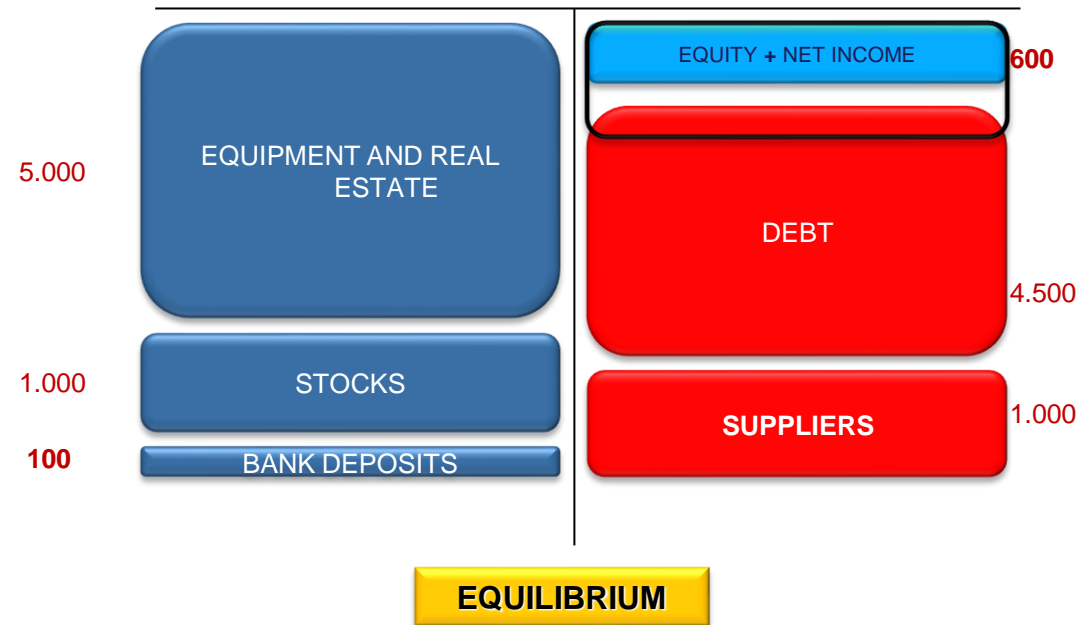 5.000
EQUIPMENT AND REAL
ESTATE
1.000
STOCKS
100
BANK DEPOSITS
EQUITY + NET INCOME
600
DEBT
4.500
SUPPLIERS
1.000
EQUILIBRIUM